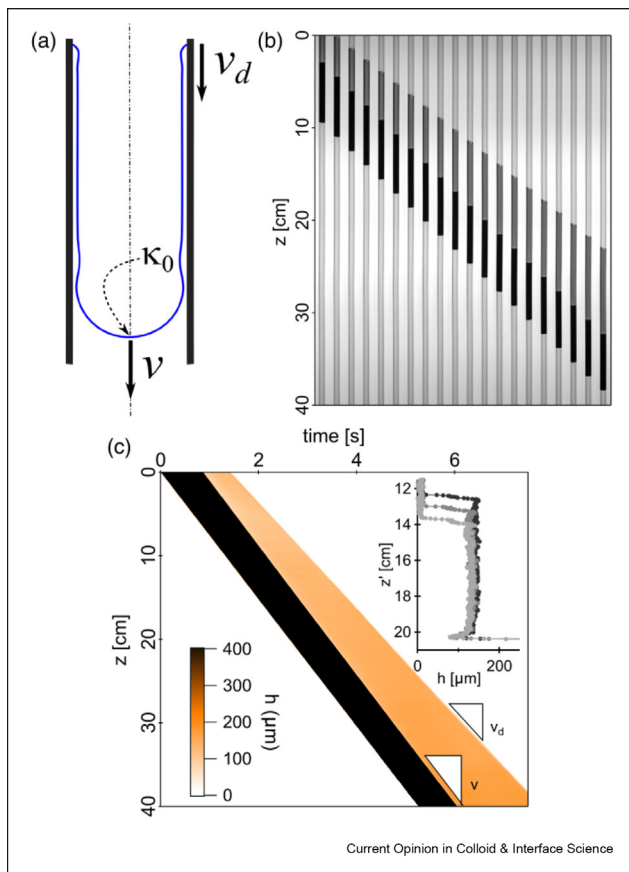 (a)
v_d
κ₀
v
(b)
0
10
20
30
40
z [cm]
(c)
time [s]
0 2 4 6
0
10
20
30
40
z [cm]
400
300
200
100
0
h (μm)
12
14
16
18
20
z' [cm]
0 100 200
h [μm]
v_d
v
Current Opinion in Colloid & Interface Science